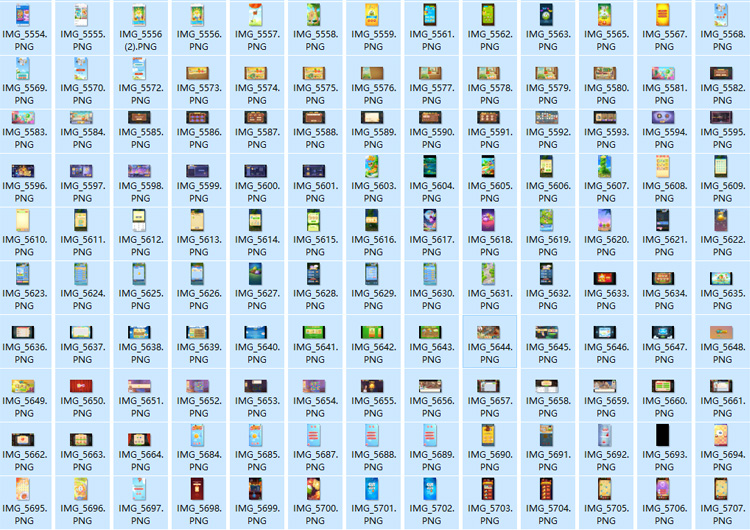 IMG_5554. IMG_5555. IMG_5556 IMG_5556. IMG_5557. IMG_5558. IMG_5559. IMG_5561. IMG_5562. IMG_5563. IMG_5565. IMG_5567. IMG_5568.
PNG PNG (2).PNG PNG PNG PNG PNG PNG PNG PNG PNG PNG PNG
IMG_5569. IMG_5570. IMG_5572. IMG_5573. IMG_5574. IMG_5575. IMG_5576. IMG_5577. IMG_5578. IMG_5579. IMG_5580. IMG_5581. IMG_5582.
PNG PNG PNG PNG PNG PNG PNG PNG PNG PNG PNG PNG PNG
IMG_5583. IMG_5584. IMG_5585. IMG_5586. IMG_5587. IMG_5588. IMG_5589. IMG_5590. IMG_5591. IMG_5592. IMG_5593. IMG_5594. IMG_5595.
PNG PNG PNG PNG PNG PNG PNG PNG PNG PNG PNG PNG PNG
IMG_5596. IMG_5597. IMG_5598. IMG_5599. IMG_5600. IMG_5601. IMG_5603. IMG_5604. IMG_5605. IMG_5606. IMG_5607. IMG_5608. IMG_5609.
PNG PNG PNG PNG PNG PNG PNG PNG PNG PNG PNG PNG PNG
IMG_5610. IMG_5611. IMG_5612. IMG_5613. IMG_5614. IMG_5615. IMG_5616. IMG_5617. IMG_5618. IMG_5619. IMG_5620. IMG_5621. IMG_5622.
PNG PNG PNG PNG PNG PNG PNG PNG PNG PNG PNG PNG PNG
IMG_5623. IMG_5624. IMG_5625. IMG_5626. IMG_5627. IMG_5628. IMG_5629. IMG_5630. IMG_5631. IMG_5632. IMG_5633. IMG_5634. IMG_5635.
PNG PNG PNG PNG PNG PNG PNG PNG PNG PNG PNG PNG PNG
IMG_5636. IMG_5637. IMG_5638. IMG_5639. IMG_5640. IMG_5641. IMG_5642. IMG_5643. IMG_5644. IMG_5645. IMG_5646. IMG_5647. IMG_5648.
PNG PNG PNG PNG PNG PNG PNG PNG PNG PNG PNG PNG PNG
IMG_5649. IMG_5650. IMG_5651. IMG_5652. IMG_5653. IMG_5654. IMG_5655. IMG_5656. IMG_5657. IMG_5658. IMG_5659. IMG_5660. IMG_5661.
PNG PNG PNG PNG PNG PNG PNG PNG PNG PNG PNG PNG PNG
IMG_5662. IMG_5663. IMG_5664. IMG_5684. IMG_5685. IMG_5687. IMG_5688. IMG_5689. IMG_5690. IMG_5691. IMG_5692. IMG_5693. IMG_5694.
PNG PNG PNG PNG PNG PNG PNG PNG PNG PNG PNG PNG PNG
IMG_5695. IMG_5696. IMG_5697. IMG_5698. IMG_5699. IMG_5700. IMG_5701. IMG_5702. IMG_5703. IMG_5704. IMG_5705. IMG_5706. IMG_5707.
PNG PNG PNG PNG PNG PNG PNG PNG PNG PNG PNG PNG PNG